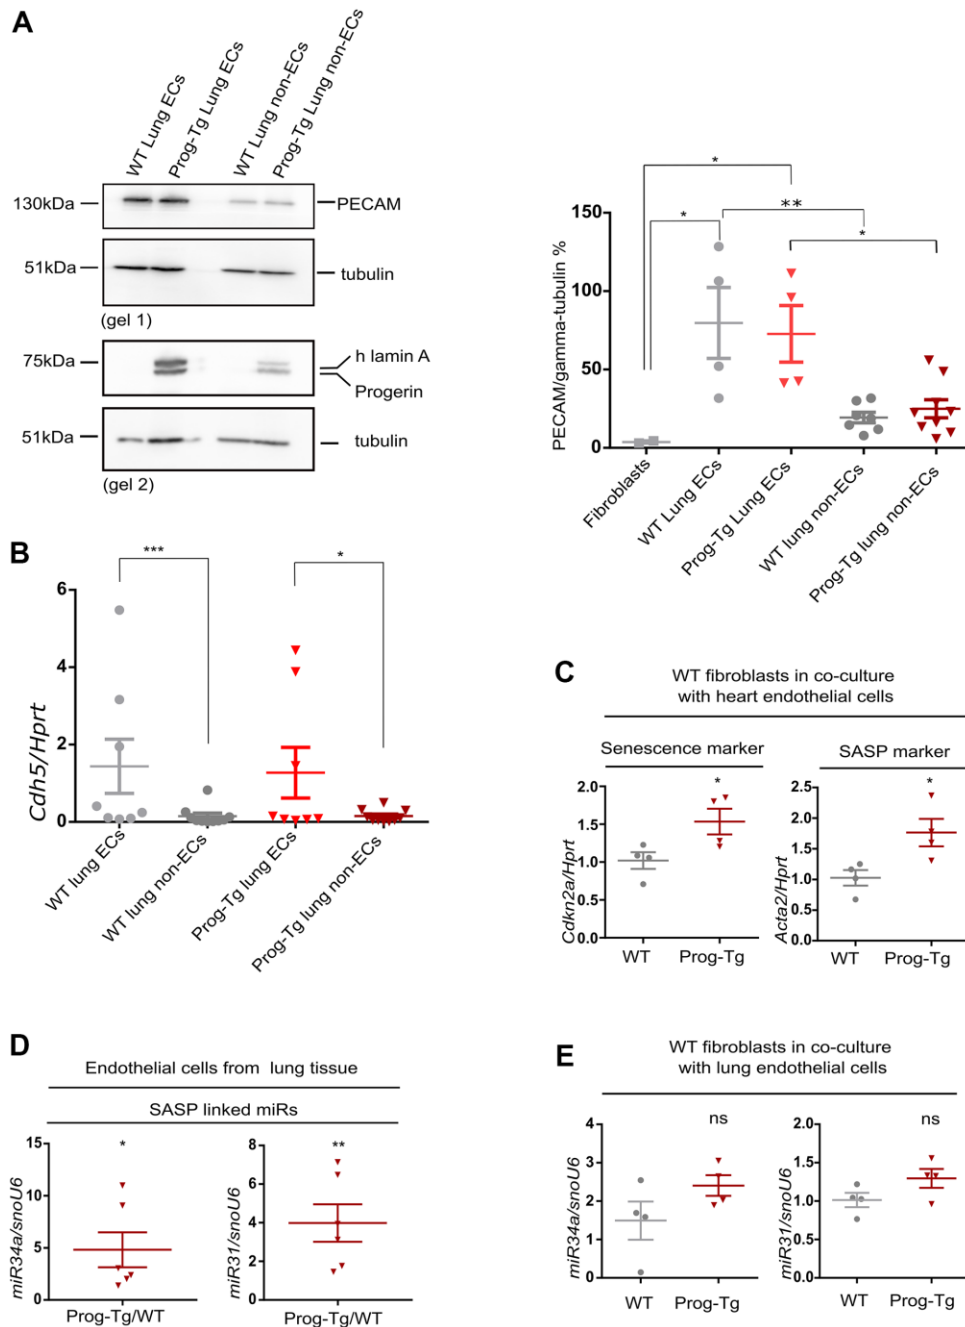 A
WT Lung ECs
Prog-Tg Lung ECs
WT Lung non-ECs
Prog-Tg Lung non-ECs
130kDa
PECAM
51kDa
tubulin
(gel 1)
75kDa
h lamin A
Progerin
51kDa
tubulin
(gel 2)
PECAM/gamma-tubulin %
150
100
50
0
*
*
**
*
Fibroblasts
WT Lung ECs
Prog-Tg Lung ECs
WT lung non-ECs
Prog-Tg lung non-ECs
B
Cdh5/Hprt
6
4
2
0
***
*
WT lung ECs
WT lung non-ECs
Prog-Tg lung ECs
Prog-Tg lung non-ECs
C
WT fibroblasts in co-culture
with heart endothelial cells
Senescence marker
Cdkn2a/Hprt
2.0
1.5
1.0
0.5
0.0
*
WT Prog-Tg
SASP marker
Acta2/Hprt
2.5
2.0
1.5
1.0
0.5
0.0
*
WT Prog-Tg
D
Endothelial cells from lung tissue
SASP linked miRs
miR34a/snoU6
15
10
5
0
*
Prog-Tg/WT
miR31/snoU6
8
6
4
2
0
**
Prog-Tg/WT
E
WT fibroblasts in co-culture
with lung endothelial cells
miR34a/snoU6
4
3
2
1
0
ns
WT Prog-Tg
miR31/snoU6
2.0
1.5
1.0
0.5
0.0
ns
WT Prog-Tg